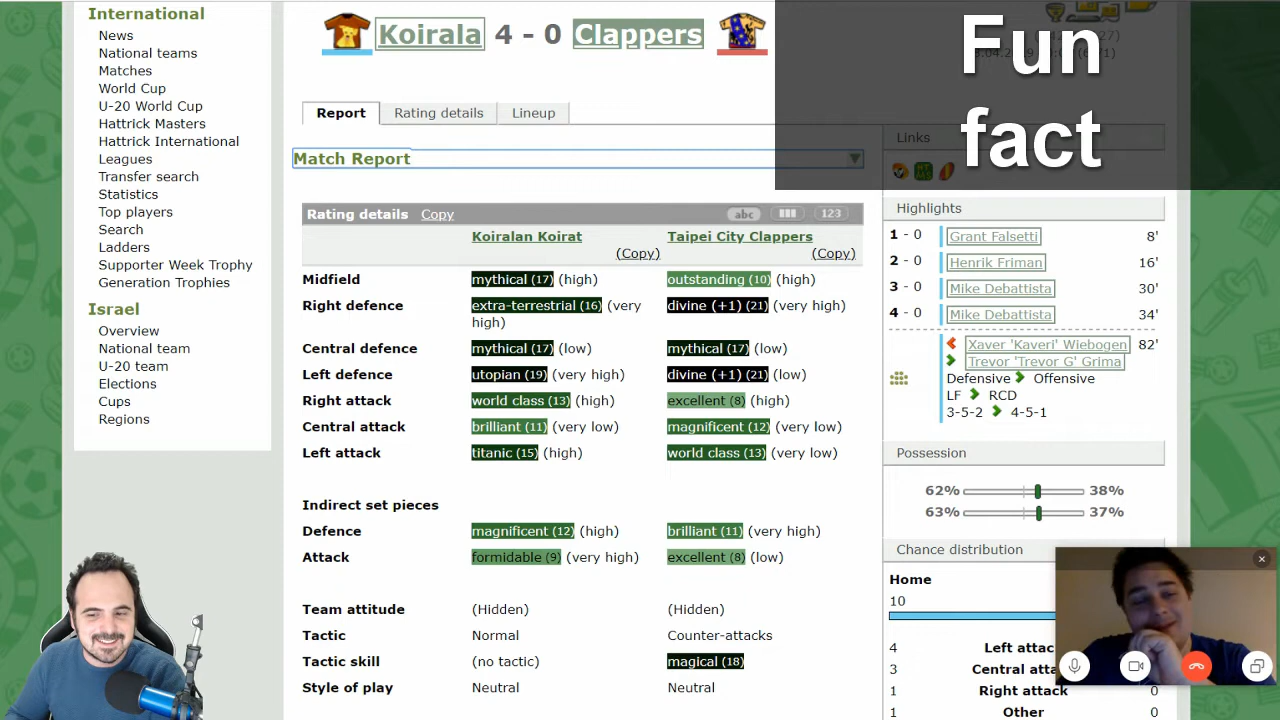 International
News
National teams
Matches
World Cup
U-20 World Cup
Hattrick Masters
Hattrick International
Leagues
Transfer search
Statistics
Top players
Search
Ladders
Supporter Week Trophy
Generation Trophies
Israel
Overview
National team
U-20 team
Elections
Cups
Regions
Koirala 4 - 0 Clappers
Fun
fact
Report Rating details Lineup
Match Report
Rating details Copy abc 123
Koiralan Koirat Taipei City Clappers
(Copy) (Copy)
Midfield mythical (17) (high) outstanding (10) (high)
Right defence extra-terrestrial (16) (very high) divine (+1) (21) (very high)
Central defence mythical (17) (low) mythical (17) (low)
Left defence utopian (19) (very high) divine (+1) (21) (low)
Right attack world class (13) (high) excellent (8) (high)
Central attack brilliant (11) (very low) magnificent (12) (very low)
Left attack titanic (15) (high) world class (13) (very low)
Indirect set pieces
Defence magnificent (12) (high) brilliant (11) (very high)
Attack formidable (9) (very high) excellent (8) (low)
Team attitude (Hidden) (Hidden)
Tactic Normal Counter-attacks
Tactic skill (no tactic) magical (18)
Style of play Neutral Neutral
Links
Highlights
1 - 0 Grant Falsetti 8'
2 - 0 Henrik Friman 16'
3 - 0 Mike Debattista 30'
4 - 0 Mike Debattista 34'
Xaver 'Kaveri' Wiebogen 82'
Trevor 'Trevor G' Grima
Defensive Offensive
LF RCD
3-5-2 4-5-1
Possession
62% 38%
63% 37%
Chance distribution
Home
10
4 Left attac
3 Central atta
1 Right attack 0
1 Other 0